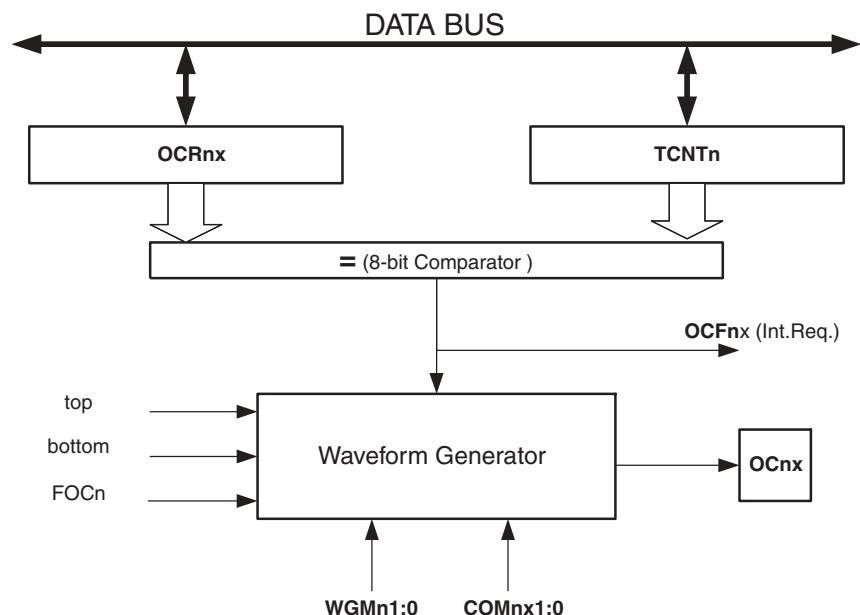 DATA BUS
OCRnx
TCNTn
= (8-bit Comparator )
OCFnx (Int.Req.)
top
bottom
FOCn
Waveform Generator
OCnx
WGMn1:0
COMnx1:0